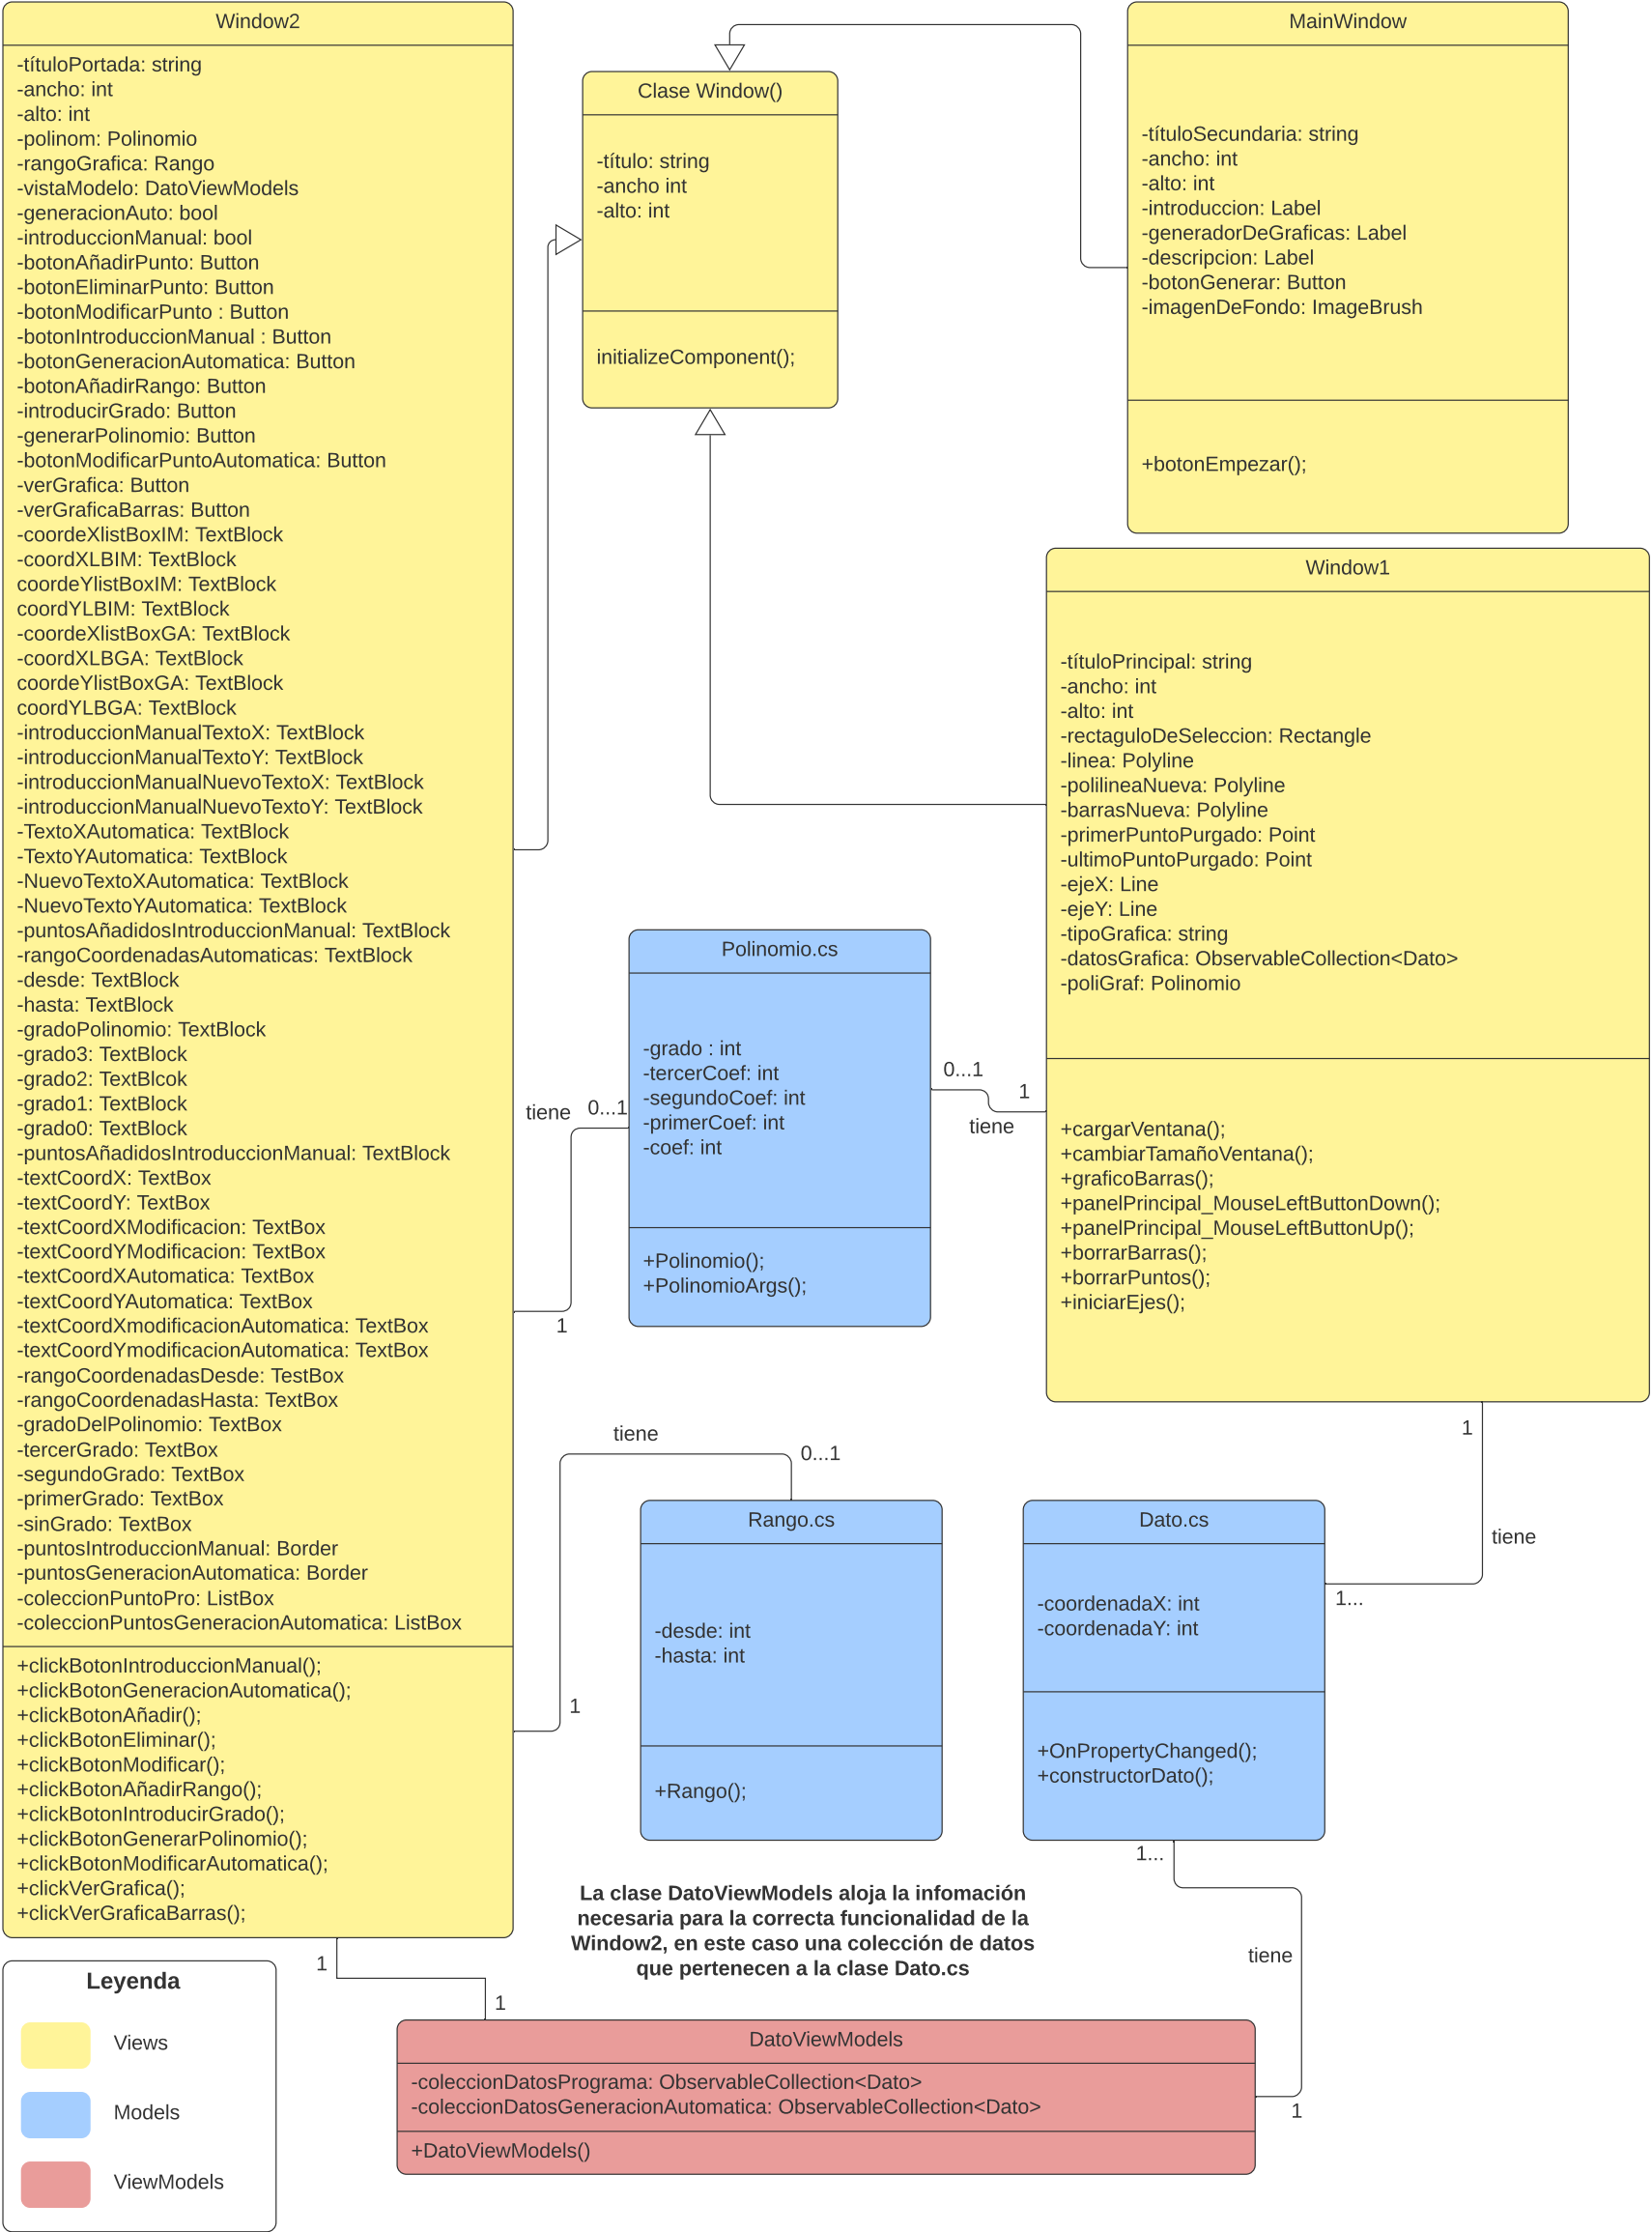 Window2
-títuloPortada: string
-ancho: int
-alto: int
-polinom: Polinomio
-rangoGrafica: Rango
-vistaModelo: DatoViewModels
-generacionAuto: bool
-introduccionManual: bool
-botonAñadirPunto: Button
-botonEliminarPunto: Button
-botonModificarPunto : Button
-botonIntroduccionManual : Button
-botonGeneracionAutomatica: Button
-botonAñadirRango: Button
-introducirGrado: Button
-generarPolinomio: Button
-botonModificarPuntoAutomatica: Button
-verGrafica: Button
-verGraficaBarras: Button
-coordeXlistBoxIM: TextBlock
-coordXLBIM: TextBlock
coordeYlistBoxIM: TextBlock
coordYLBIM: TextBlock
-coordeXlistBoxGA: TextBlock
-coordXLBGA: TextBlock
coordeYlistBoxGA: TextBlock
coordYLBGA: TextBlock
-introduccionManualTextoX: TextBlock
-introduccionManualTextoY: TextBlock
-introduccionManualNuevoTextoX: TextBlock
-introduccionManualNuevoTextoY: TextBlock
-TextoXAutomatica: TextBlock
-TextoYAutomatica: TextBlock
-NuevoTextoXAutomatica: TextBlock
-NuevoTextoYAutomatica: TextBlock
-puntosAñadidosIntroduccionManual: TextBlock
-rangoCoordenadasAutomaticas: TextBlock
-desde: TextBlock
-hasta: TextBlock
-gradoPolinomio: TextBlock
-grado3: TextBlock
-grado2: TextBlcok
-grado1: TextBlock
-grado0: TextBlock
-puntosAñadidosIntroduccionManual: TextBlock
-textCoordX: TextBox
-textCoordY: TextBox
-textCoordXModificacion: TextBox
-textCoordYModificacion: TextBox
-textCoordXAutomatica: TextBox
-textCoordYAutomatica: TextBox
-textCoordXmodificacionAutomatica: TextBox
-textCoordYmodificacionAutomatica: TextBox
-rangoCoordenadasDesde: TestBox
-rangoCoordenadasHasta: TextBox
-gradoDelPolinomio: TextBox
-tercerGrado: TextBox
-segundoGrado: TextBox
-primerGrado: TextBox
-sinGrado: TextBox
-puntosIntroduccionManual: Border
-puntosGeneracionAutomatica: Border
-coleccionPuntoPro: ListBox
-coleccionPuntosGeneracionAutomatica: ListBox
+clickBotonIntroduccionManual();
+clickBotonGeneracionAutomatica();
+clickBotonAñadir();
+clickBotonEliminar();
+clickBotonModificar();
+clickBotonAñadirRango();
+clickBotonIntroducirGrado();
+clickBotonGenerarPolinomio();
+clickBotonModificarAutomatica();
+clickVerGrafica();
+clickVerGraficaBarras();
Clase Window()
-título: string
-ancho int
-alto: int
initializeComponent();
MainWindow
-títuloSecundaria: string
-ancho: int
-alto: int
-introduccion: Label
-generadorDeGraficas: Label
-descripcion: Label
-botonGenerar: Button
-imagenDeFondo: ImageBrush
+botonEmpezar();
Window1
-títuloPrincipal: string
-ancho: int
-alto: int
-rectaguloDeSeleccion: Rectangle
-linea: Polyline
-polilineaNueva: Polyline
-barrasNueva: Polyline
-primerPuntoPurgado: Point
-ultimoPuntoPurgado: Point
-ejeX: Line
-ejeY: Line
-tipoGrafica: string
-datosGrafica: ObservableCollection<Dato>
-poliGraf: Polinomio
+cargarVentana();
+cambiarTamañoVentana();
+graficoBarras();
+panelPrincipal_MouseLeftButtonDown();
+panelPrincipal_MouseLeftButtonUp();
+borrarBarras();
+borrarPuntos();
+iniciarEjes();
Polinomio.cs
-grado : int
-tercerCoef: int
-segundoCoef: int
-primerCoef: int
-coef: int
+Polinomio();
+PolinomioArgs();
0...1
1
tiene
tiene
0...1
1
tiene
0...1
1
Rango.cs
-desde: int
-hasta: int
+Rango();
1
tiene
1...
Dato.cs
-coordenadaX: int
-coordenadaY: int
+OnPropertyChanged();
+constructorDato();
1...
tiene
1
La clase DatoViewModels aloja la infomación
necesaria para la correcta funcionalidad de la
Window2, en este caso una colección de datos
que pertenecen a la clase Dato.cs
1
1
DatoViewModels
-coleccionDatosPrograma: ObservableCollection<Dato>
-coleccionDatosGeneracionAutomatica: ObservableCollection<Dato>
+DatoViewModels()
Leyenda
Views
Models
ViewModels